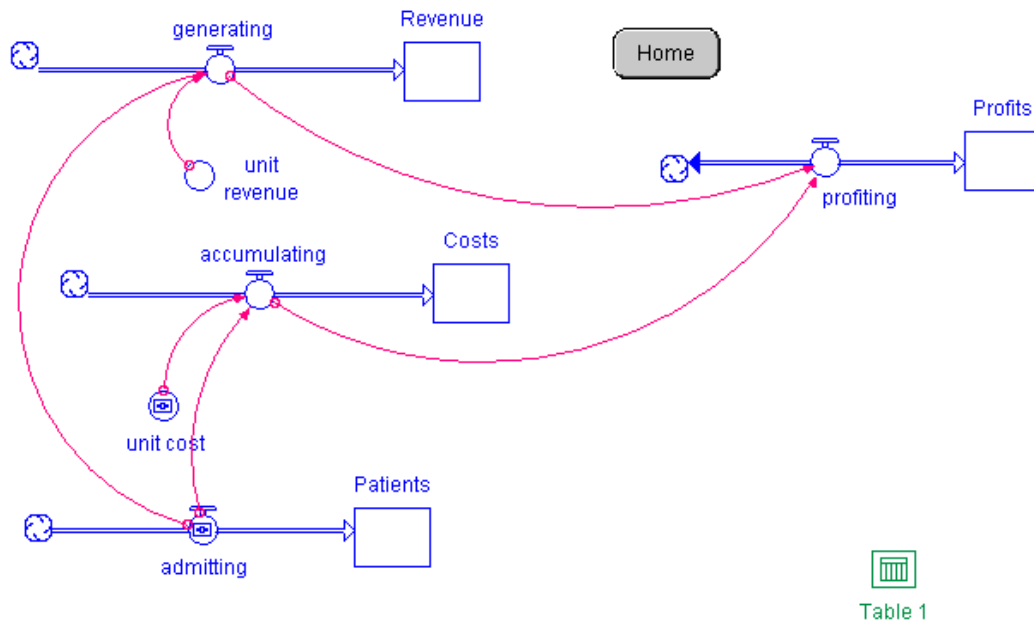 Revenue
generating
Home
Profits
unit
revenue
profiting
Costs
accumulating
unit cost
Patients
admitting
Table 1